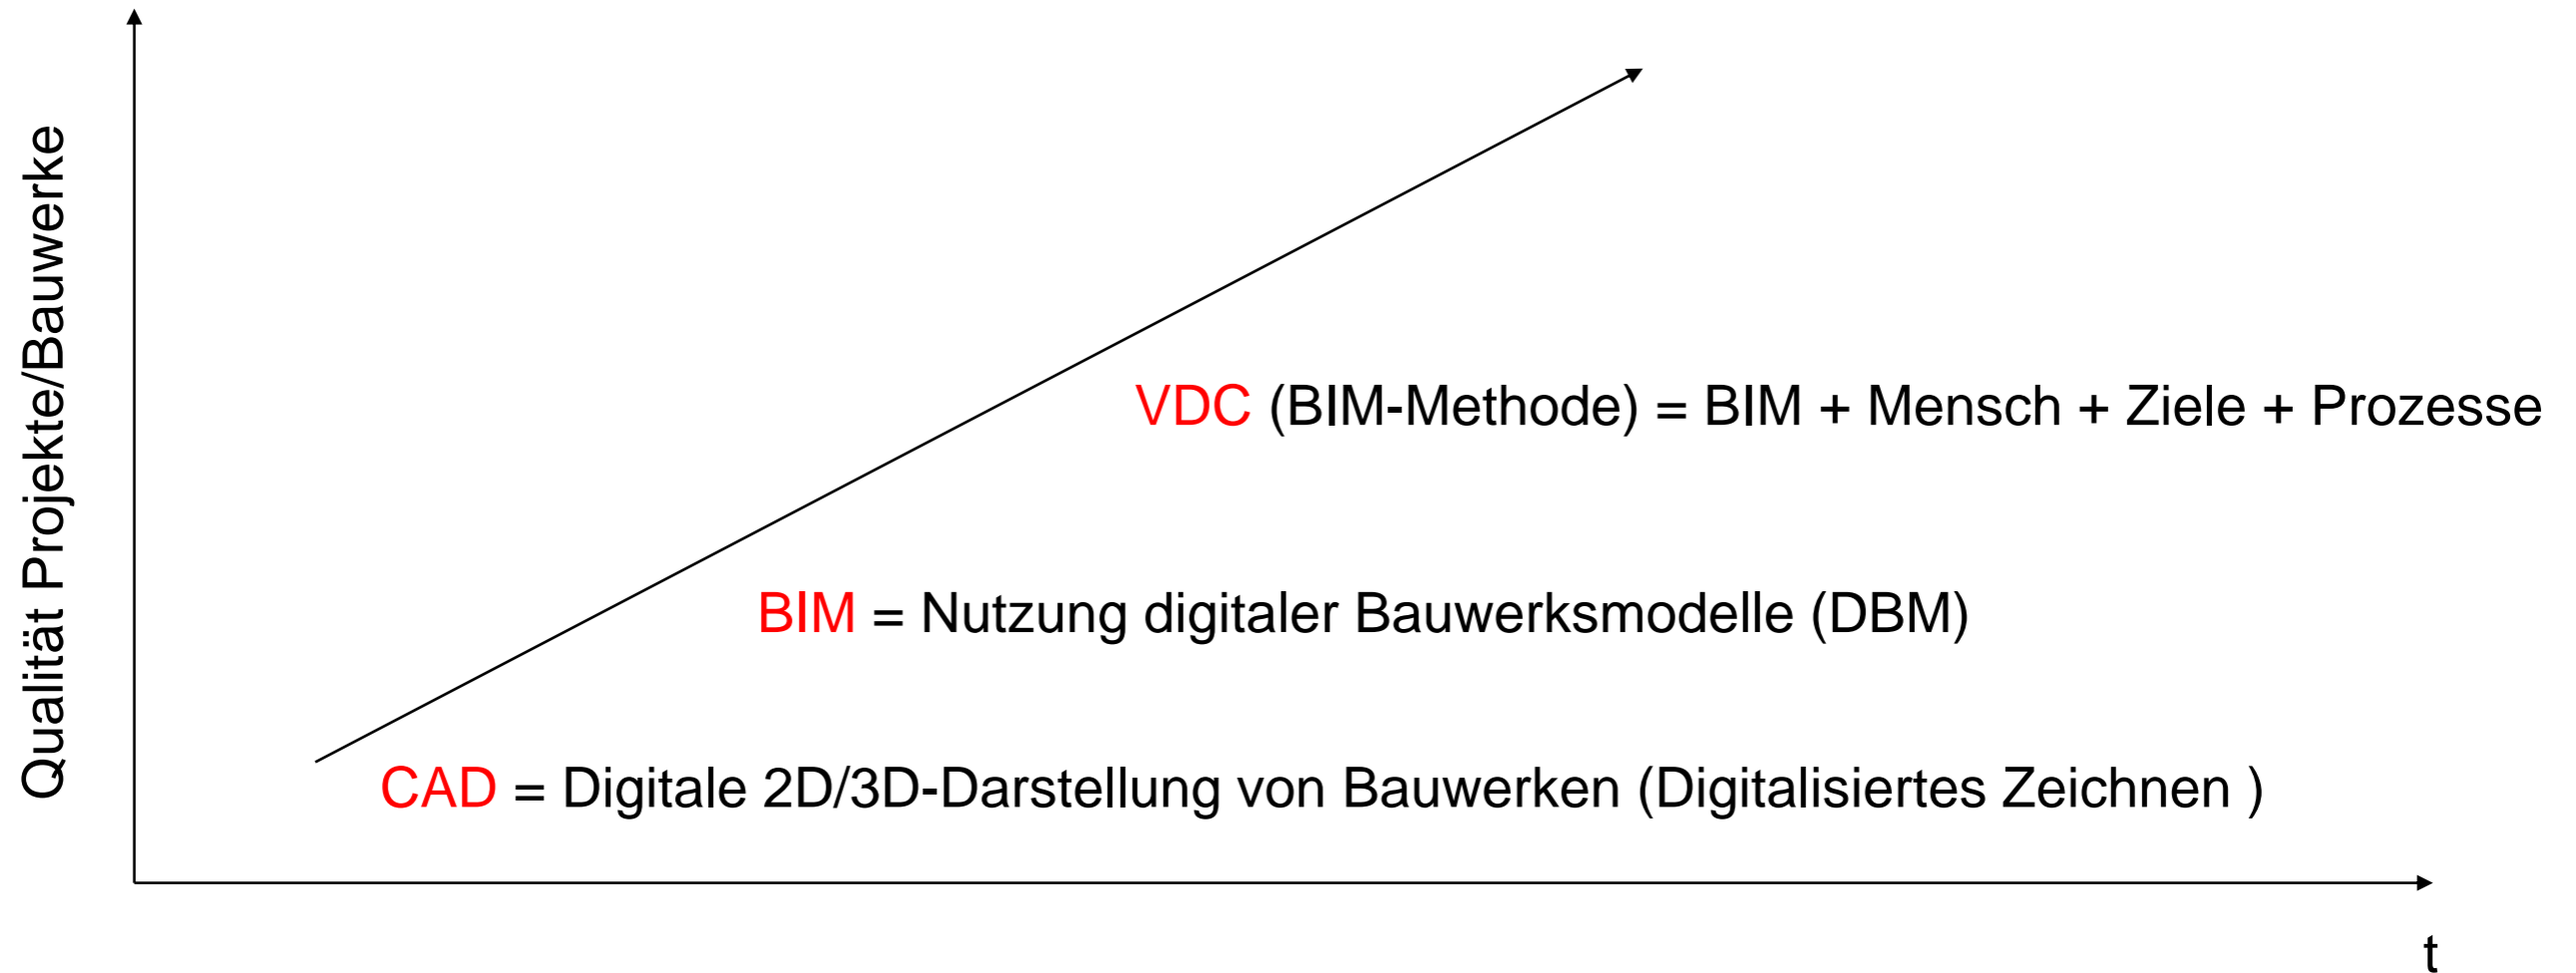 Qualität Projekte/Bauwerke
VDC (BIM-Methode) = BIM + Mensch + Ziele + Prozesse
BIM = Nutzung digitaler Bauwerksmodelle (DBM)
CAD = Digitale 2D/3D-Darstellung von Bauwerken (Digitalisiertes Zeichnen )
t